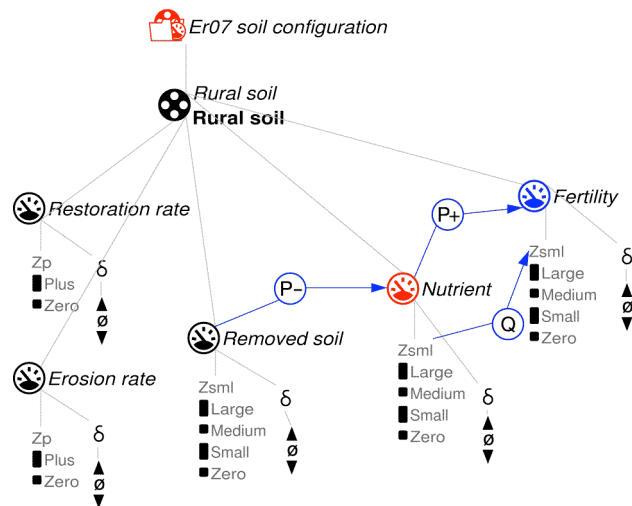 Er07 soil configuration
Rural soil
Rural soil
Fertility
P+
Restoration rate
Zp
Plus
Zero
δ
ø
Zsml
Large
Medium
Small
Zero
δ
ø
P–
Nutrient
Q
Removed soil
Zsml
Large
Medium
Small
Zero
δ
ø
Zsml
Large
Medium
Small
Zero
δ
ø
Erosion rate
Zp
Plus
Zero
δ
ø